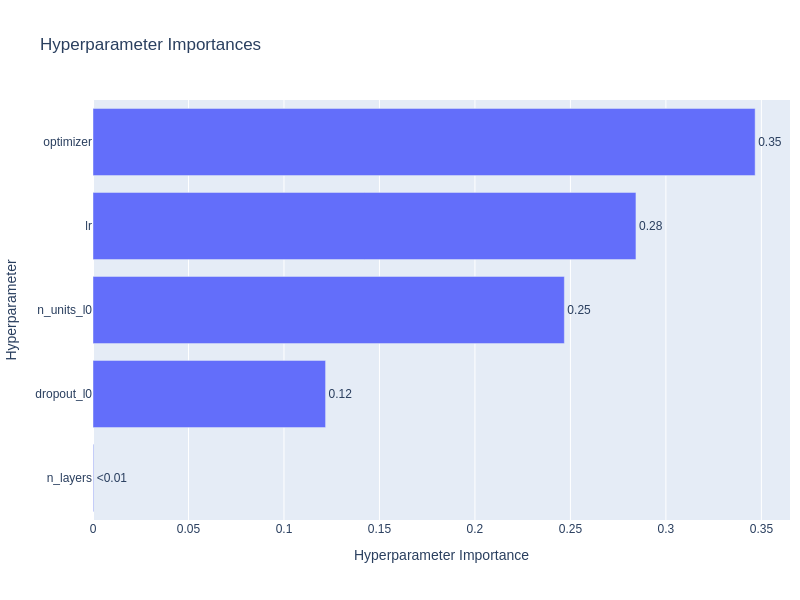 Hyperparameter Importances
Hyperparameter
optimizer
0.35
lr
0.28
n_units_l0
0.25
dropout_l0
0.12
n_layers
<0.01
0
0.05
0.1
0.15
0.2
0.25
0.3
0.35
Hyperparameter Importance